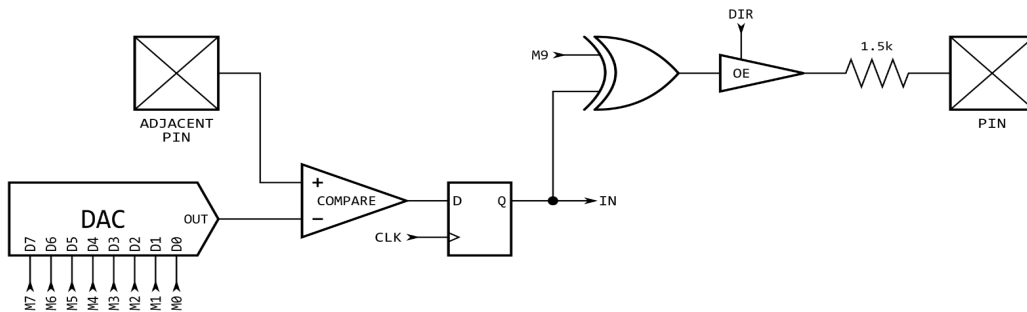 DIR
M9
1.5k
OE
ADJACENT
PIN
PIN
+
COMPARE
−
DAC
OUT
D Q
IN
CLK
D7 D6 D5 D4 D3 D2 D1 D0
M7 M6 M5 M4 M3 M2 M1 M0